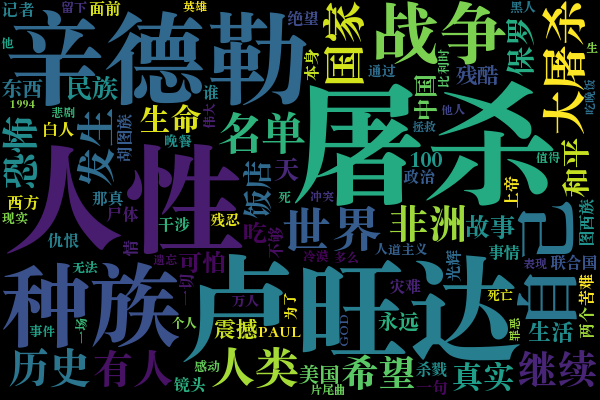 记者
留下
面前
英雄
绝望
国家
战争
保罗
黑人
大屠杀
他
辛德勒
本身
通过
比利时
生
东西
民族
谁
伟大
残酷
中国
他人
吃晚饭
1994
悲剧
白人
胡图族
生命
晚餐
名单
屠杀
拯救
值得
恐怖
发生
人性
饭店
天
100
政治
上帝
和平
西方
那真
尸体
干涉
残忍
死
冲突
现实
仇恨
情
吃
世界
非洲
故事
自己
图西族
遗忘
可怕
不够
冷漠
多么
人道主义
事情
表现
联合国
无法
种族
一切
卢旺达
灾难
光辉
死亡
两个
苦难
万人
为了
事件
一场
个人
震撼
PAUL
GOD
永远
罪恶
生活
历史
有人
感动
镜头
人类
美国
片尾曲
希望
杀戮
一句
真实
继续